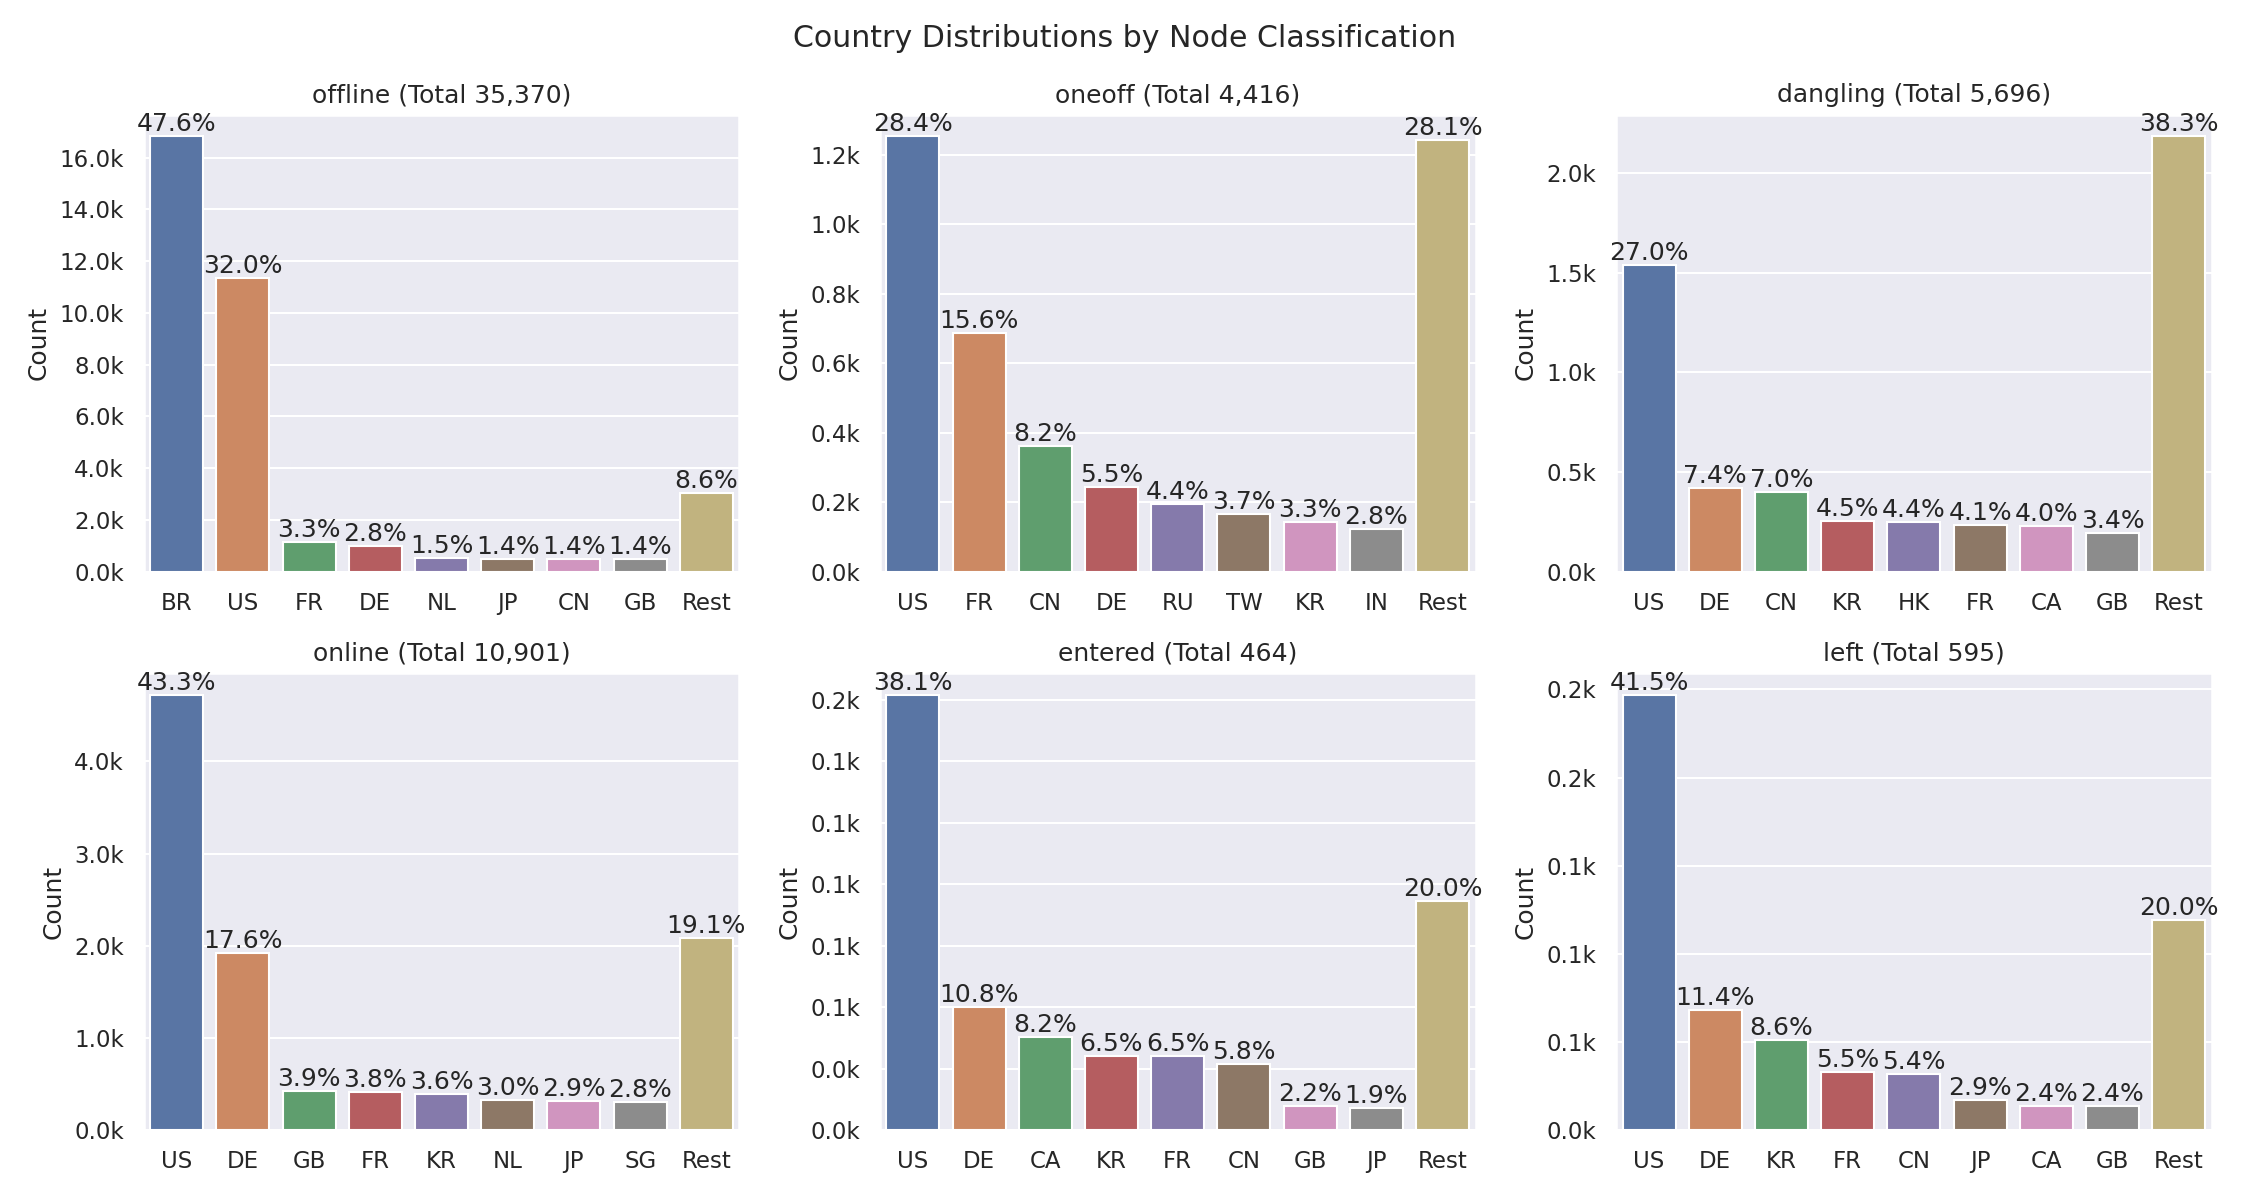 Country Distributions by Node Classification
offline (Total 35,370)
Count
16.0k
14.0k
12.0k
10.0k
8.0k
6.0k
4.0k
2.0k
0.0k
47.6%
32.0%
3.3%
2.8%
1.5%
1.4%
1.4%
1.4%
8.6%
BR US FR DE NL JP CN GB Rest
oneoff (Total 4,416)
Count
1.2k
1.0k
0.8k
0.6k
0.4k
0.2k
0.0k
28.4%
15.6%
8.2%
5.5%
4.4%
3.7%
3.3%
2.8%
28.1%
US FR CN DE RU TW KR IN Rest
dangling (Total 5,696)
Count
2.0k
1.5k
1.0k
0.5k
0.0k
27.0%
7.4%
7.0%
4.5%
4.4%
4.1%
4.0%
3.4%
38.3%
US DE CN KR HK FR CA GB Rest
online (Total 10,901)
Count
4.0k
3.0k
2.0k
1.0k
0.0k
43.3%
17.6%
3.9%
3.8%
3.6%
3.0%
2.9%
2.8%
19.1%
US DE GB FR KR NL JP SG Rest
entered (Total 464)
Count
0.2k
0.1k
0.1k
0.1k
0.1k
0.1k
0.0k
0.0k
38.1%
10.8%
8.2%
6.5%
6.5%
5.8%
2.2%
1.9%
20.0%
US DE CA KR FR CN GB JP Rest
left (Total 595)
Count
0.2k
0.2k
0.1k
0.1k
0.1k
0.0k
41.5%
11.4%
8.6%
5.5%
5.4%
2.9%
2.4%
2.4%
20.0%
US DE KR FR CN JP CA GB Rest